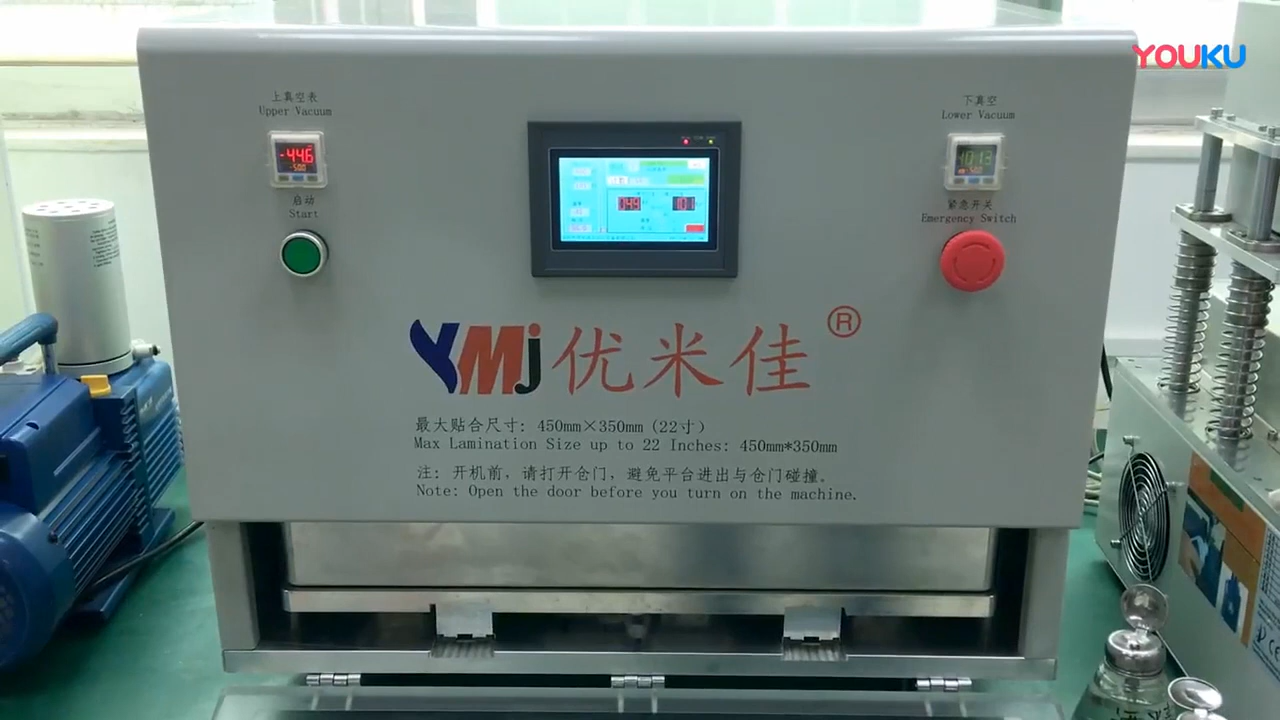 YOUKU
上真空表
Upper Vacuum
-44.6
启动
Start
下真空
Lower Vacuum
紧急开关
Emergency Switch
YMj优米佳®
最大贴合尺寸: 450mm×350mm (22寸)
Max Lamination Size up to 22 Inches: 450mm*350mm
注: 开机前, 请打开仓门, 避免平台进出与仓门碰撞。
Note: Open the door before you turn on the machine.